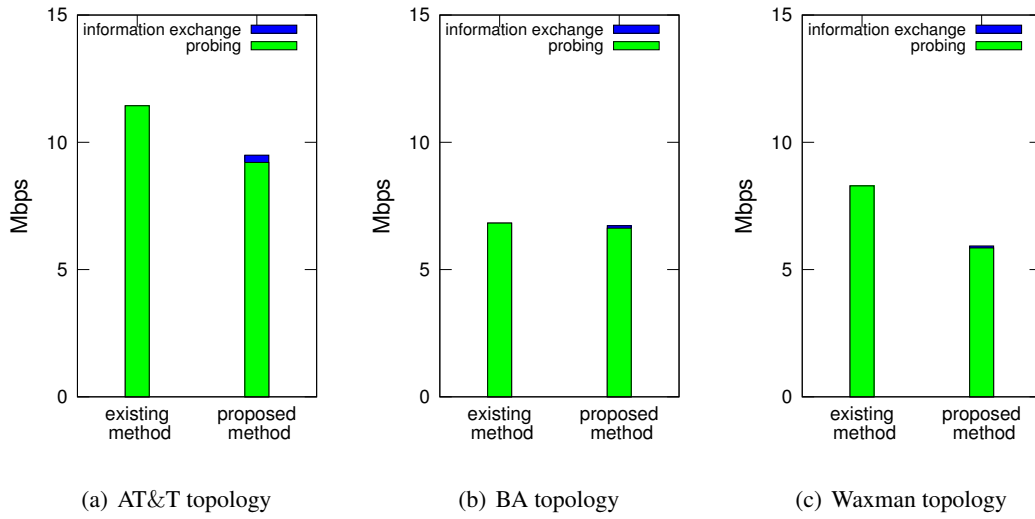 15
10
5
0
Mbps
information exchange
probing
existing method
proposed method
(a) AT&T topology
15
10
5
0
Mbps
information exchange
probing
existing method
proposed method
(b) BA topology
15
10
5
0
Mbps
information exchange
probing
existing method
proposed method
(c) Waxman topology